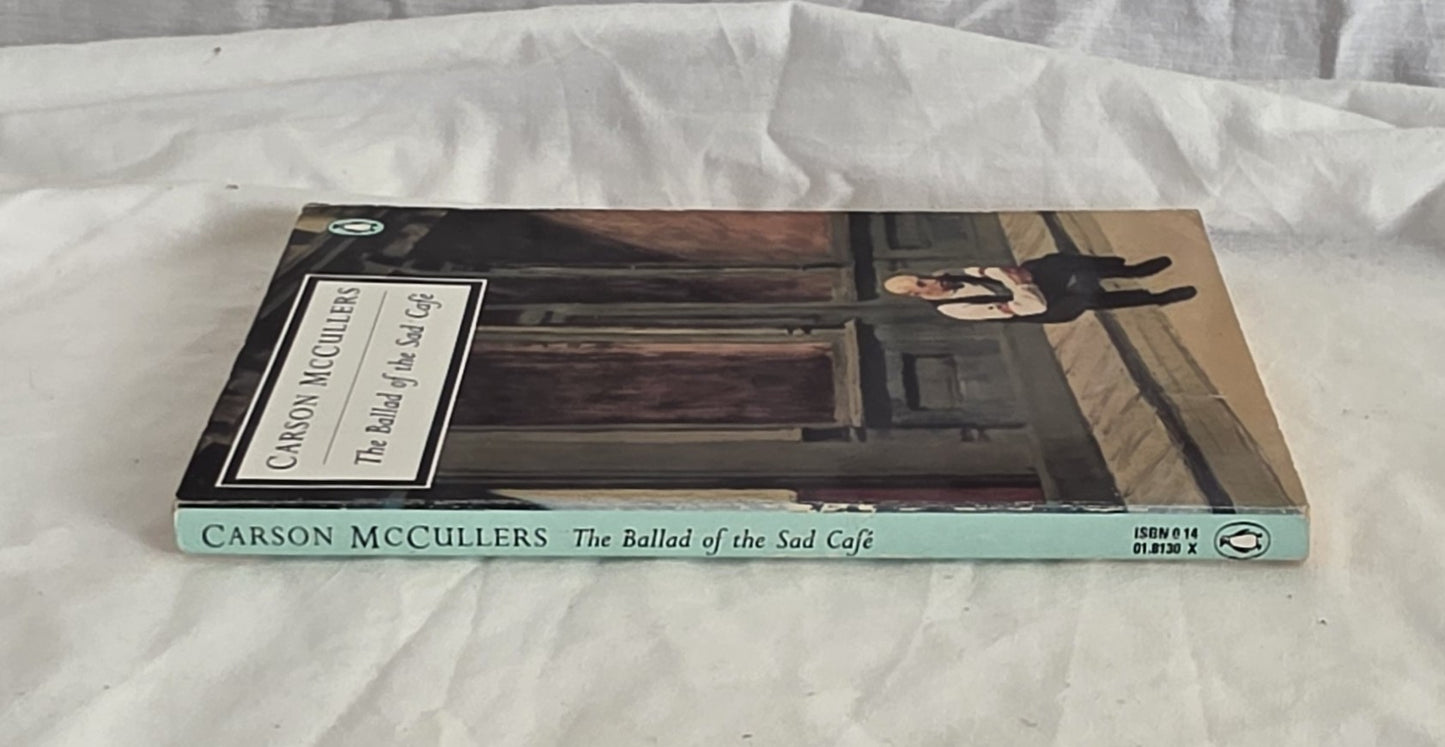 CARSON MCCULLERS
The Ballad of the Sad Café
CARSON MCCULLERS The Ballad of the Sad Café
ISBN 0 14
01.8130 X